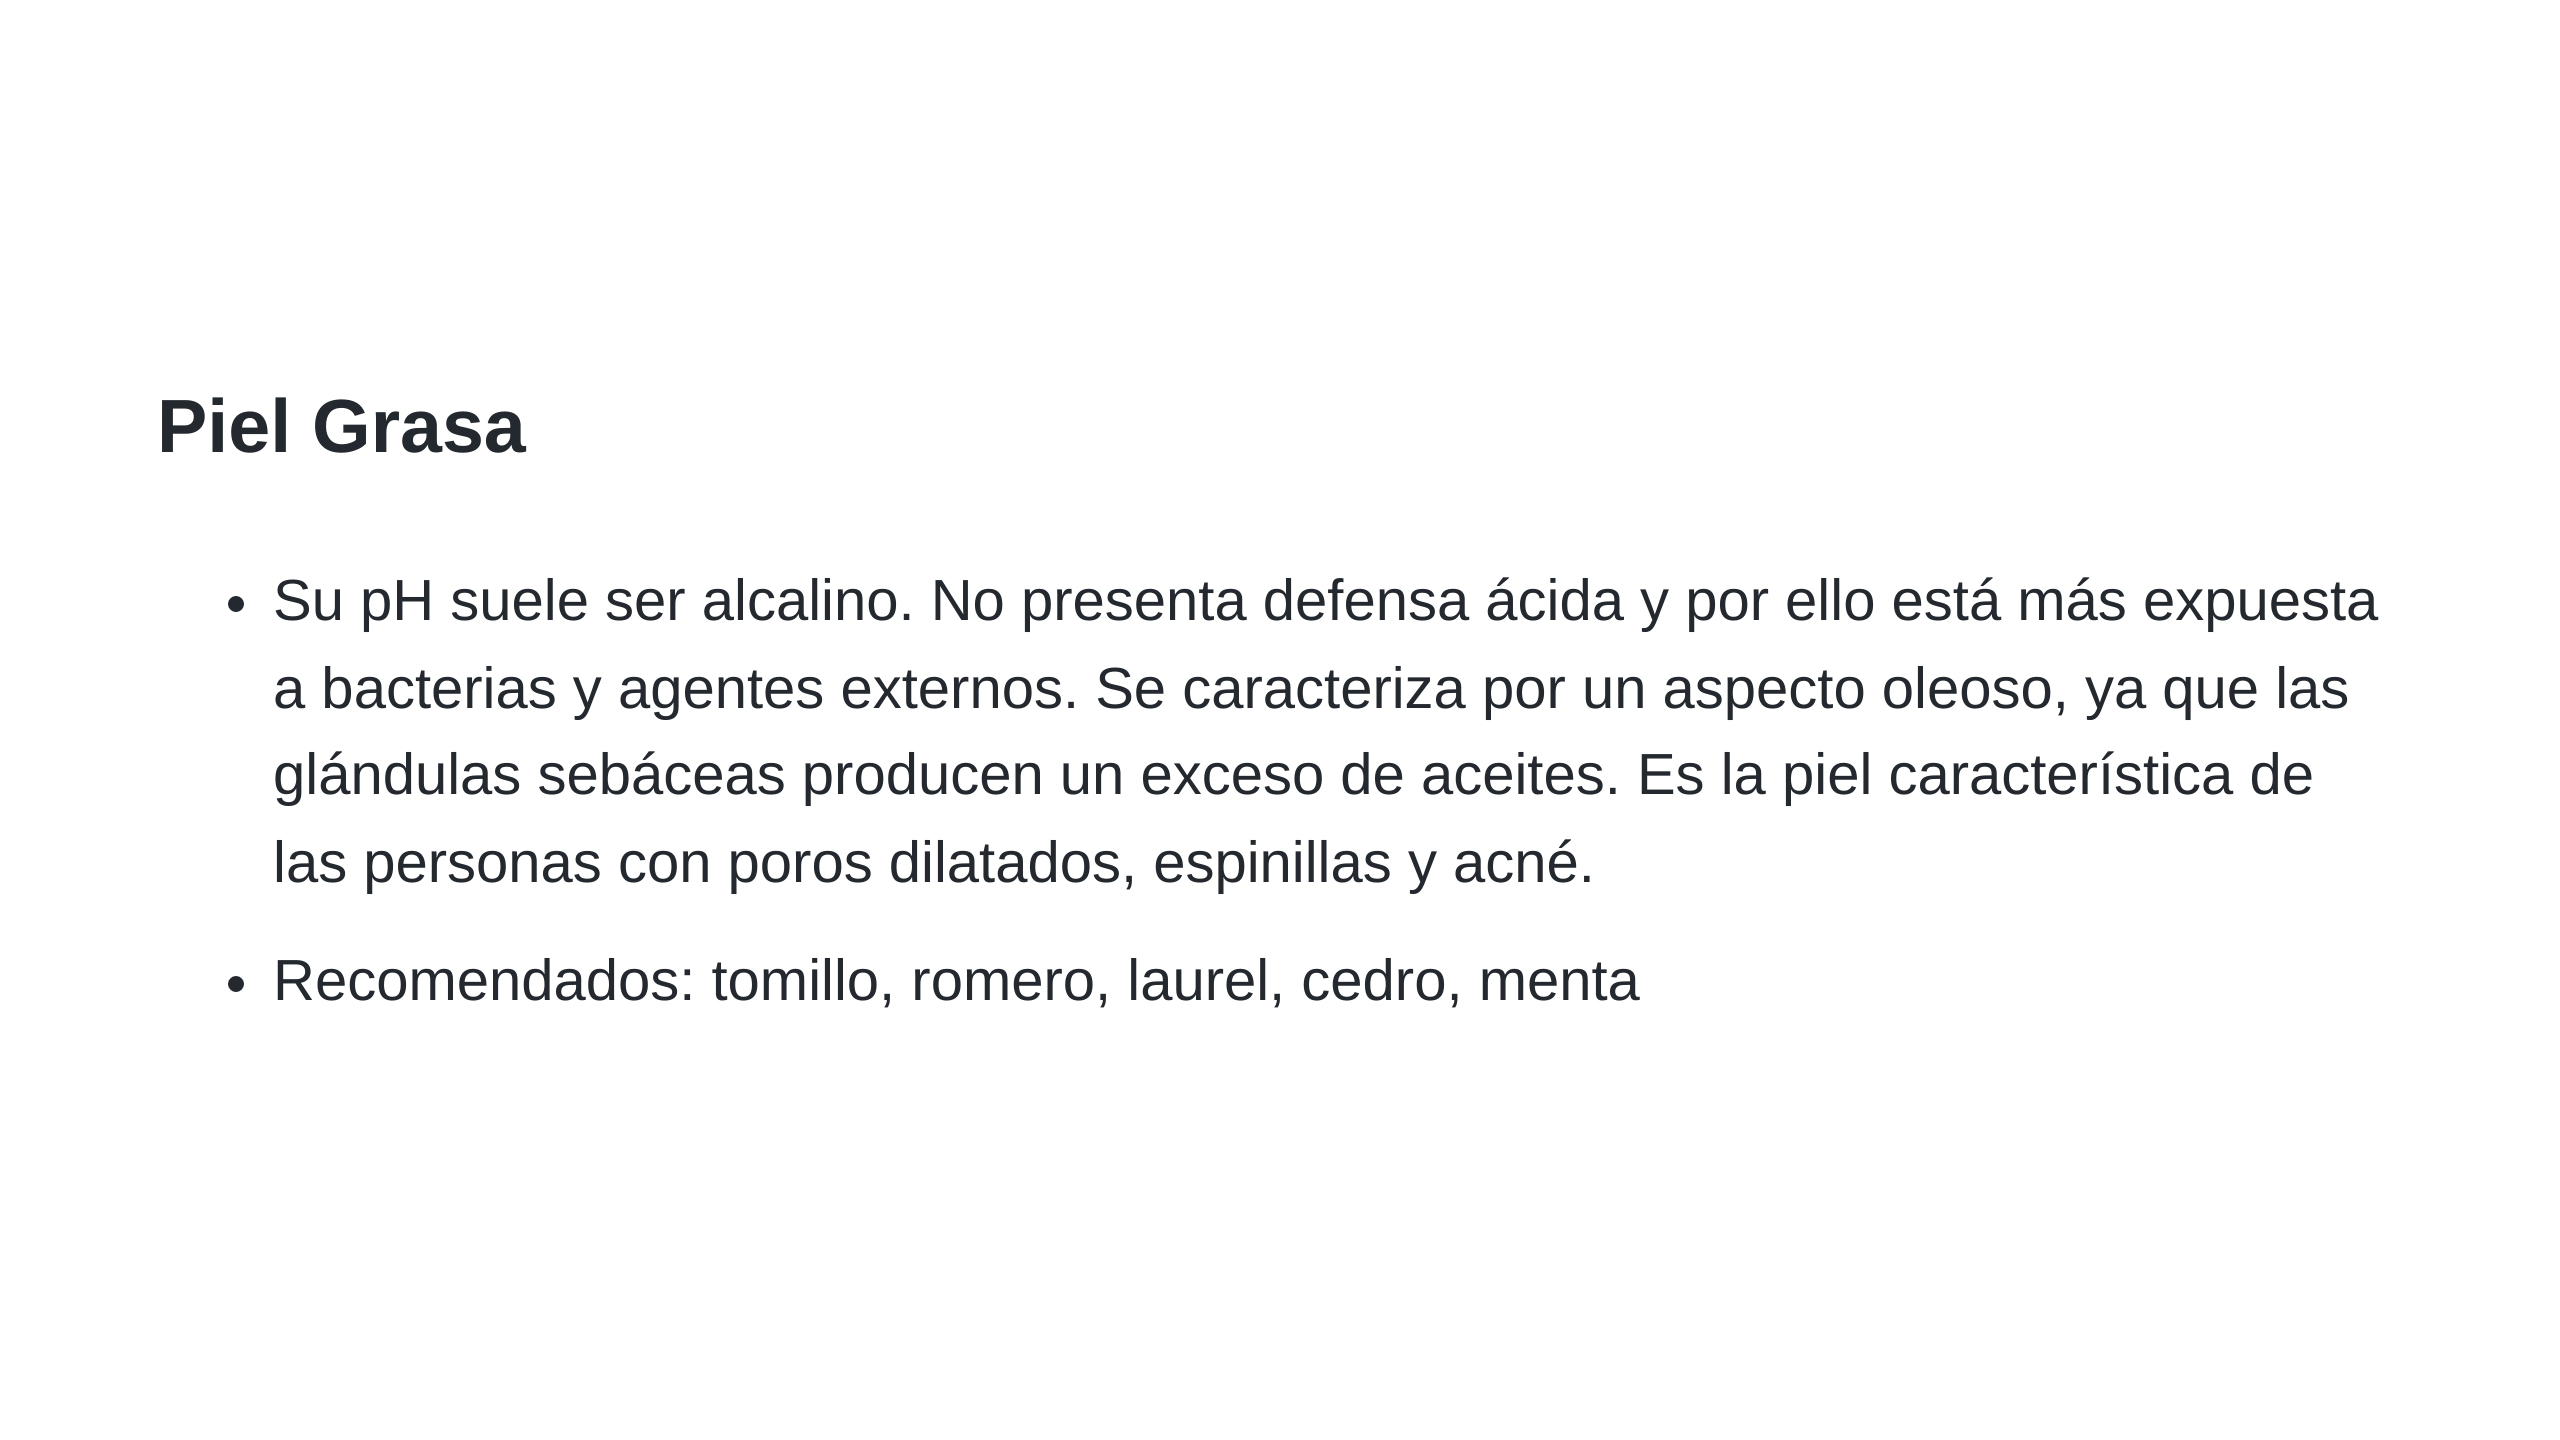 Piel Grasa
• Su pH suele ser alcalino. No presenta defensa ácida y por ello está más expuesta
a bacterias y agentes externos. Se caracteriza por un aspecto oleoso, ya que las
glándulas sebáceas producen un exceso de aceites. Es la piel característica de
las personas con poros dilatados, espinillas y acné.
• Recomendados: tomillo, romero, laurel, cedro, menta